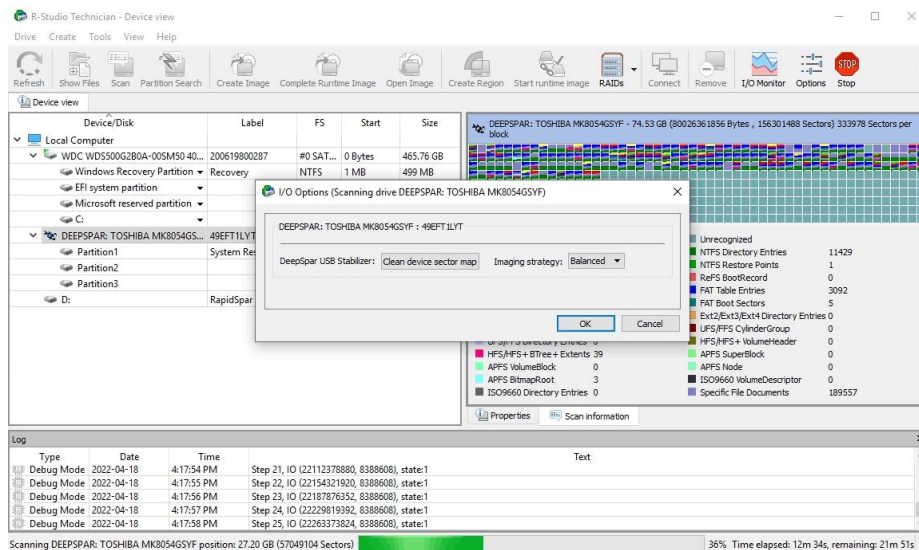 R-Studio Technician - Device view
Drive Create Tools View Help
Refresh Show Files Scan Partition Search Create Image Complete Runtime Image Open Image Create Region Start runtime image RAIDs Connect Remove I/O Monitor Options Stop
STOP
Device view
Device/Disk Label FS Start Size
Local Computer
WDC WDS500G2B0A-00SM50 40... 200619800287 #0 SAT... 0 Bytes 465.76 GB
Windows Recovery Partition Recovery NTFS 1 MB 499 MB
EFI system partition
Microsoft reserved partition
C:
DEEPSPAR: TOSHIBA MK8054GS... 49EFT1LYT
Partition1 System Res
Partition2
Partition3
D: RapidSpar
DEEPSPAR: TOSHIBA MK8054GSYF - 74.53 GB (80026361856 Bytes , 156301488 Sectors) 333978 Sectors per
block
I/O Options (Scanning drive DEEPSPAR: TOSHIBA MK8054GSYF)
DEEPSPAR: TOSHIBA MK8054GSYF : 49EFT1LYT
DeepSpar USB Stabilizer: Clean device sector map Imaging strategy: Balanced
OK Cancel
Unrecognized
NTFS Directory Entries 11429
NTFS Restore Points 1
ReFS BootRecord 0
FAT Table Entries 3092
FAT Boot Sectors 5
Ext2/Ext3/Ext4 Directory Entries 0
UFS/FFS CylinderGroup 0
UFS/FFS Directory Entries 0
HFS/HFS+ VolumeHeader 0
HFS/HFS+ BTree+ Extents 39
APFS SuperBlock 0
APFS VolumeBlock 0
APFS Node 0
APFS BitmapRoot 3
ISO9660 VolumeDescriptor 0
ISO9660 Directory Entries 0
Specific File Documents 189557
Properties Scan information
Log
Type Date Time Text
Debug Mode 2022-04-18 4:17:54 PM Step 21, IO (22112378880, 8388608), state:1
Debug Mode 2022-04-18 4:17:55 PM Step 22, IO (22154321920, 8388608), state:1
Debug Mode 2022-04-18 4:17:56 PM Step 23, IO (22187876352, 8388608), state:1
Debug Mode 2022-04-18 4:17:57 PM Step 24, IO (22229819392, 8388608), state:1
Debug Mode 2022-04-18 4:17:58 PM Step 25, IO (22263373824, 8388608), state:1
Scanning DEEPSPAR: TOSHIBA MK8054GSYF position: 27.20 GB (57049104 Sectors) 36% Time elapsed: 12m 34s, remaining: 21m 51s